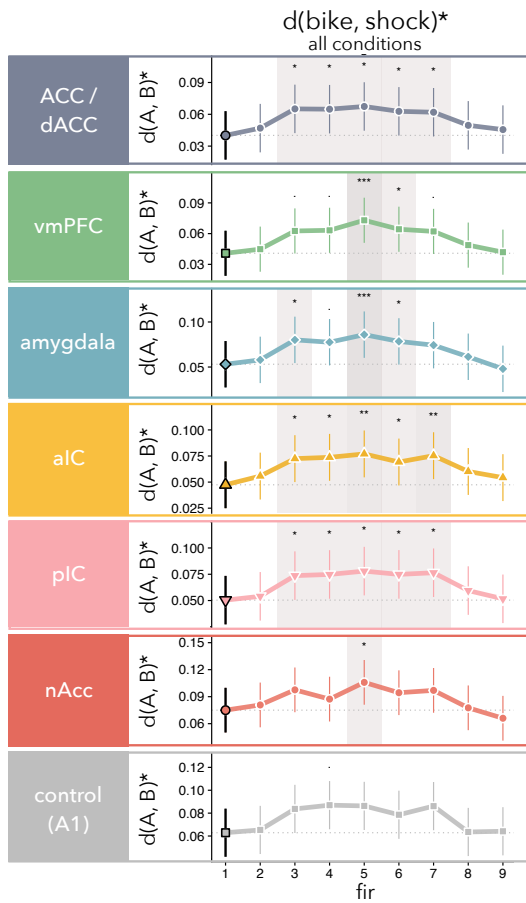 d(bike, shock)*
all conditions
ACC /
dACC
d(A, B)*
0.09
0.06
0.03
* * * * *
vmPFC
d(A, B)*
0.09
0.06
0.03
. . *** * .
amygdala
d(A, B)*
0.10
0.05
* . *** *
aIC
d(A, B)*
0.100
0.075
0.050
0.025
* * ** * **
pIC
d(A, B)*
0.100
0.075
0.050
* * * * *
nAcc
d(A, B)*
0.15
0.12
0.09
0.06
*
control
(A1)
d(A, B)*
0.12
0.10
0.08
0.06
.
1 2 3 4 5 6 7 8 9
fir